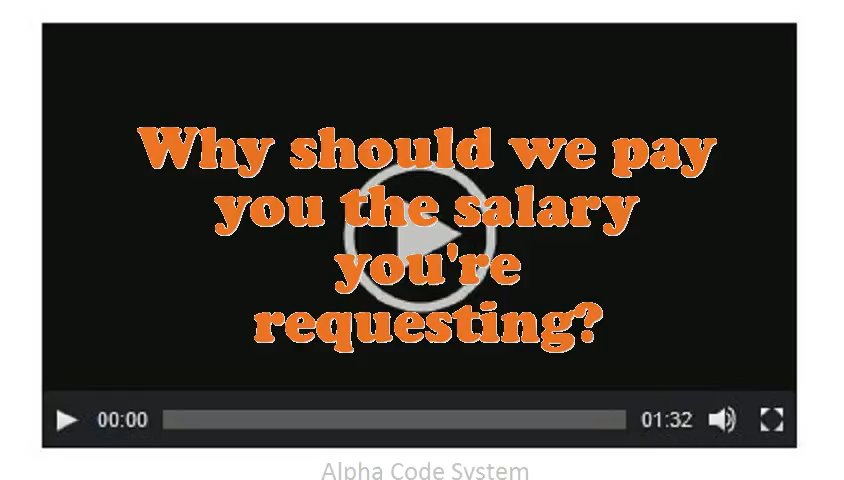 Why should we pay
you the salary
you're
requesting?
00:00 01:32
Alpha Code System